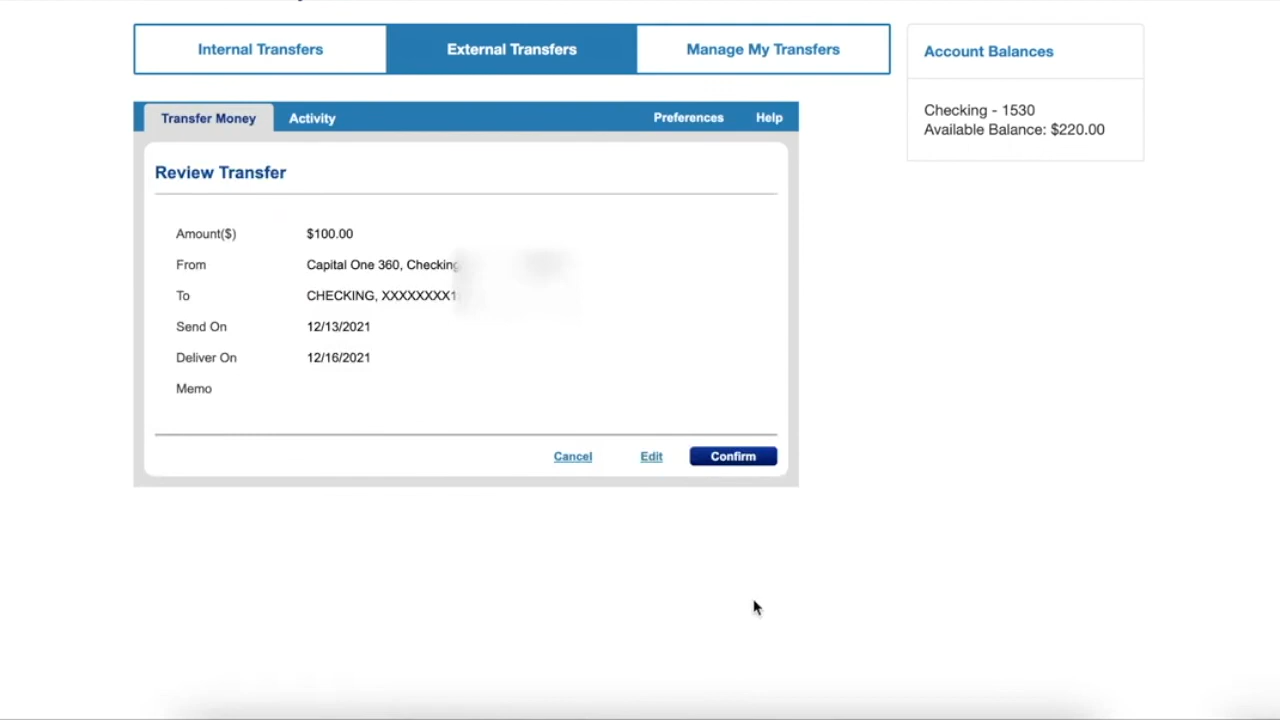 Internal Transfers
External Transfers
Manage My Transfers
Account Balances
Checking - 1530
Available Balance: $220.00
Transfer Money
Activity
Preferences
Help
Review Transfer
Amount($) $100.00
From Capital One 360, Checking
To CHECKING, XXXXXXXX1
Send On 12/13/2021
Deliver On 12/16/2021
Memo
Cancel
Edit
Confirm